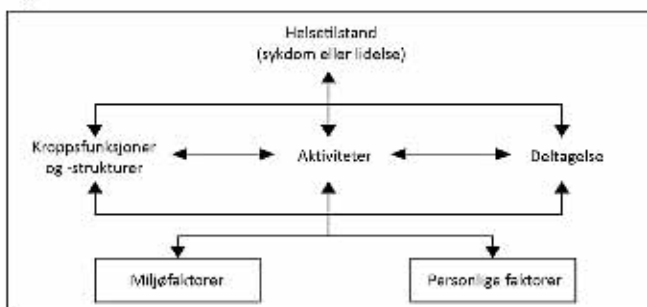 Helsetilstand
(sykdom eller lidelse)
Kroppsfunksjoner
og -strukturer
Aktiviteter
Deltagelse
Miljøfaktorer
Personlige faktorer